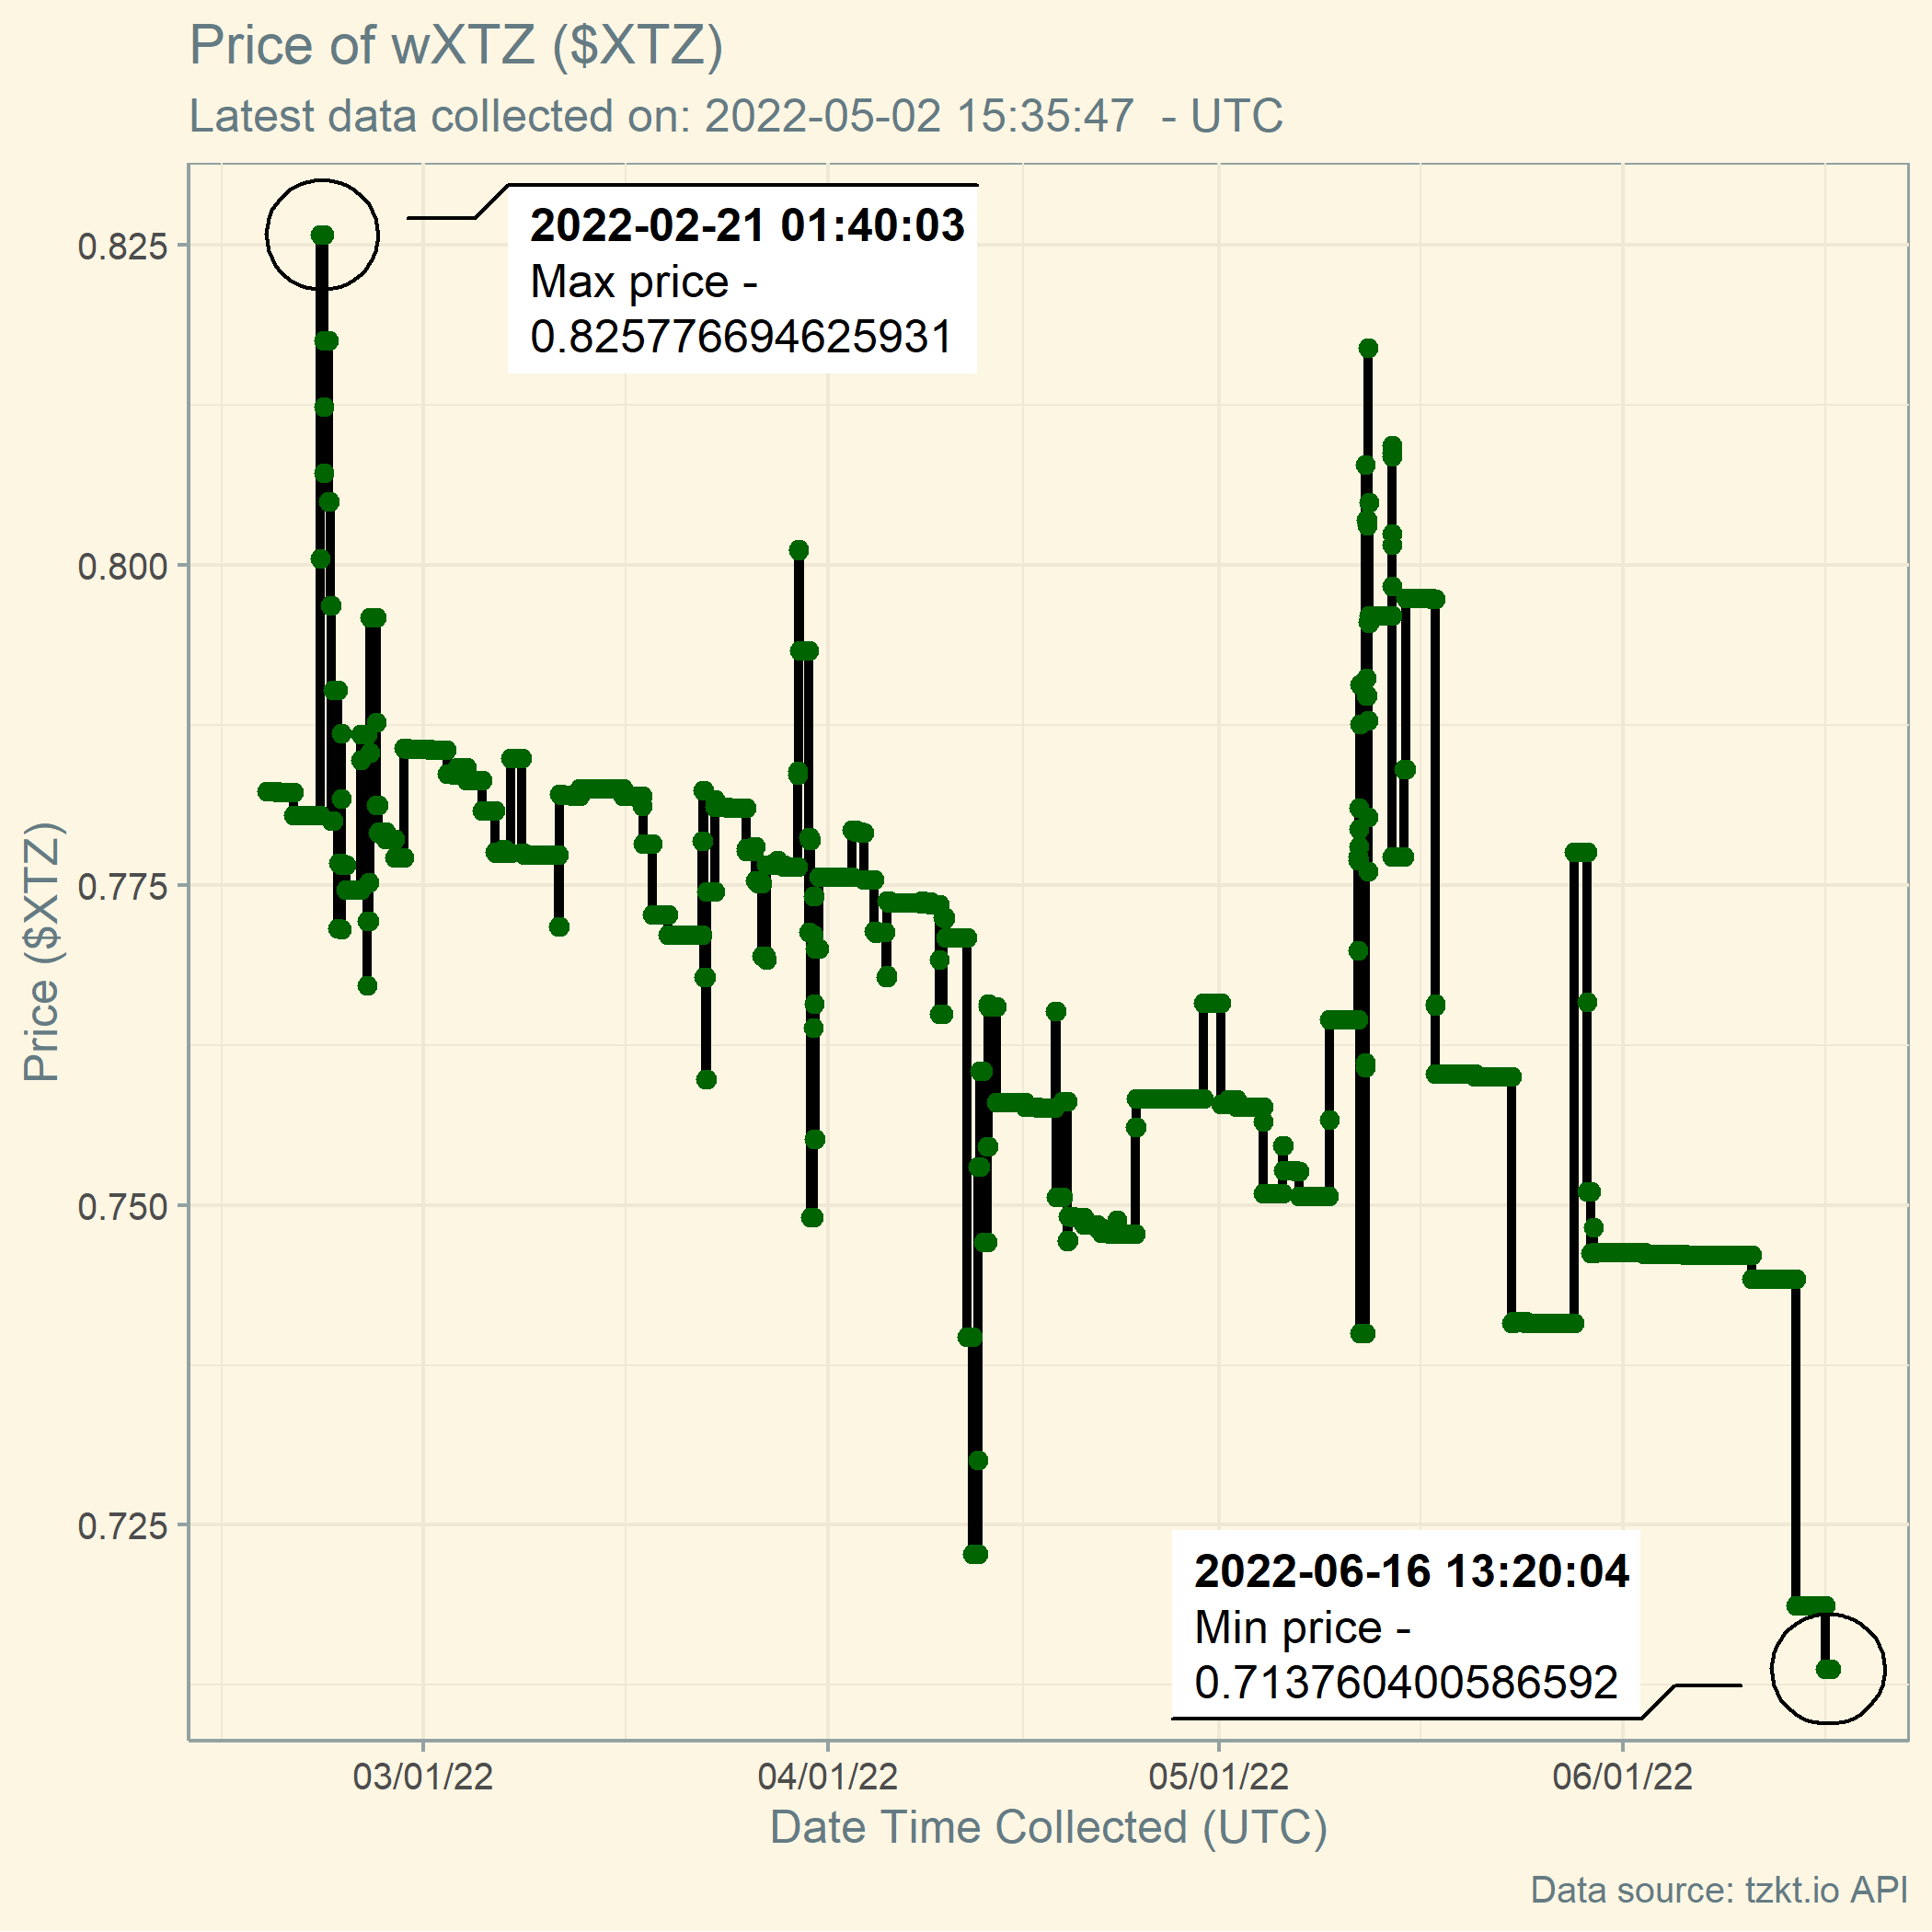 Price of wXTZ ($XTZ)
Latest data collected on: 2022-05-02 15:35:47  - UTC
2022-02-21 01:40:03
Max price -
0.8257766946​25931
0.825
0.800
0.775
0.750
0.725
Price ($XTZ)
2022-06-16 13:20:04
Min price -
0.713760400586592
03/01/22
04/01/22
05/01/22
06/01/22
Date Time Collected (UTC)
Data source: tzkt.io API